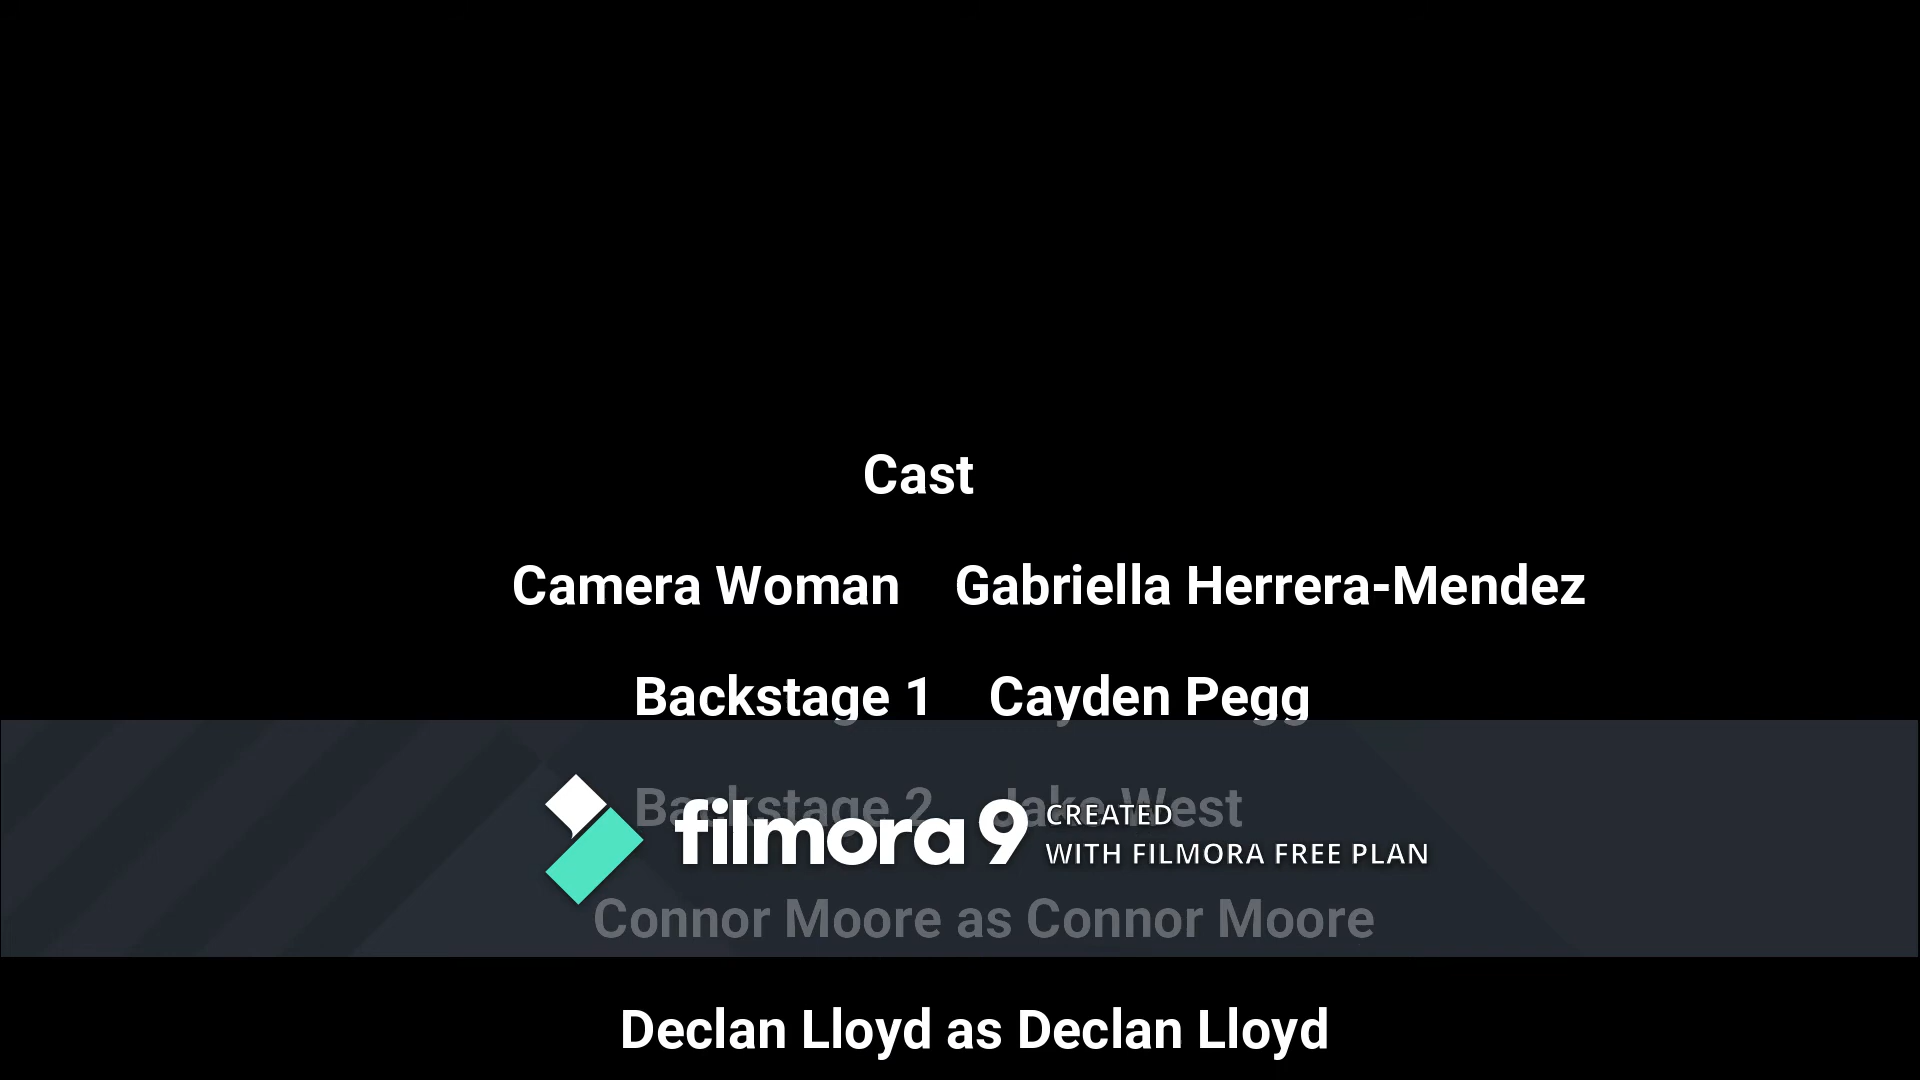 Cast
Camera Woman Gabriella Herrera-Mendez
Backstage 1 Cayden Pegg
Backstage 2 Jake West
filmora 9 CREATED
WITH FILMORA FREE PLAN
Connor Moore as Connor Moore
Declan Lloyd as Declan Lloyd